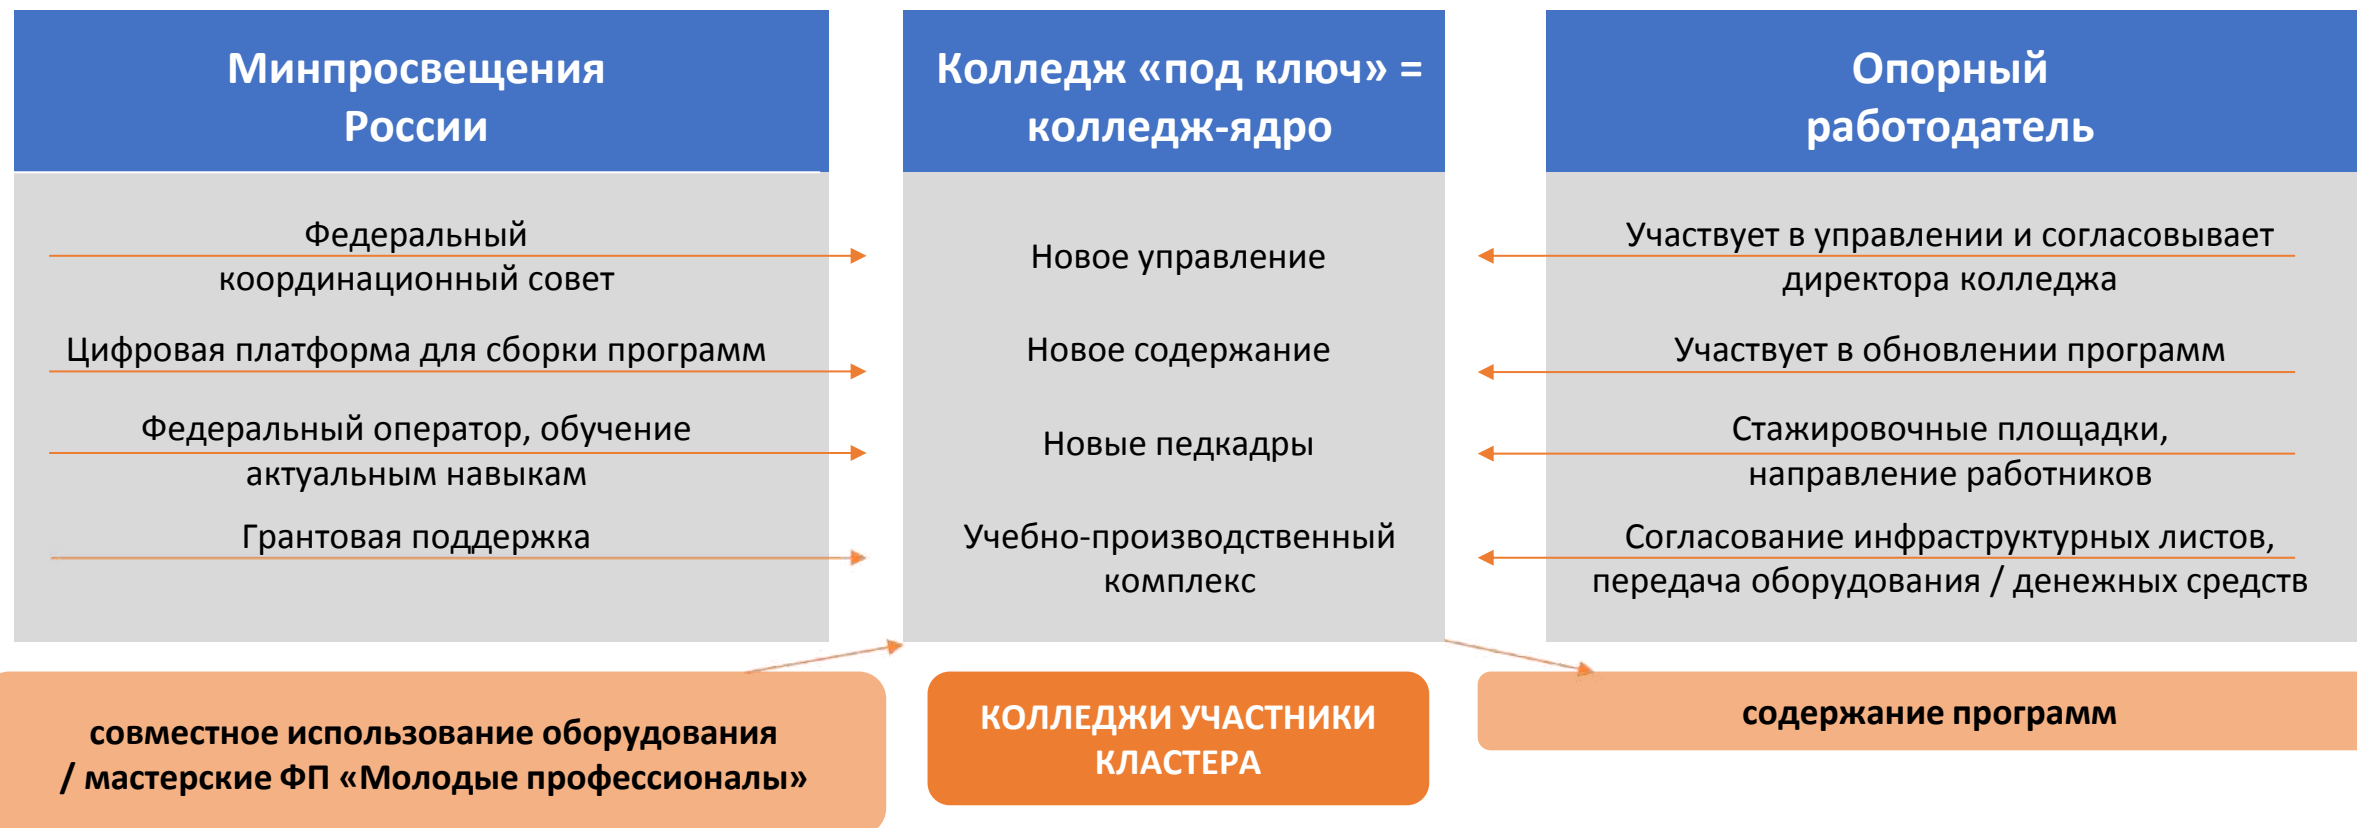 Минпросвещения
России
Федеральный
координационный совет
Цифровая платформа для сборки программ
Федеральный оператор, обучение
актуальным навыкам
Грантовая поддержка
Колледж «под ключ» =
колледж-ядро
Новое управление
Новое содержание
Новые педкадры
Учебно-производственный
комплекс
Опорный
работодатель
Участвует в управлении и согласовывает
директора колледжа
Участвует в обновлении программ
Стажировочные площадки,
направление работников
Согласование инфраструктурных листов,
передача оборудования / денежных средств
совместное использование оборудования
/ мастерские ФП «Молодые профессионалы»
КОЛЛЕДЖИ УЧАСТНИКИ
КЛАСТЕРА
содержание программ